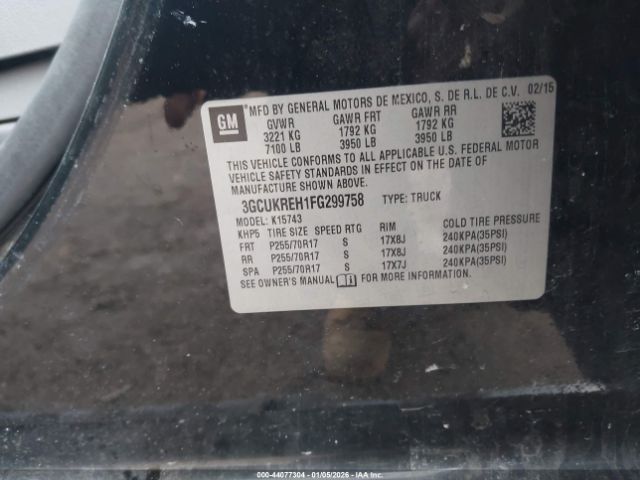 GM
MFD BY GENERAL MOTORS DE MEXICO, S. DE R.L. DE C.V. 02/15
GVWR GAWR FRT GAWR RR
3221 KG 1792 KG 1792 KG
7100 LB 3950 LB 3950 LB
THIS VEHICLE CONFORMS TO ALL APPLICABLE U.S. FEDERAL MOTOR
VEHICLE SAFETY STANDARDS IN EFFECT ON THE DATE OF
MANUFACTURE SHOWN ABOVE.
3GCUKREH1FG299758 TYPE: TRUCK
MODEL: K15743
KHP5 TIRE SIZE SPEED RTG RIM COLD TIRE PRESSURE
FRT P255/70R17 S 17X8J 240KPA(35PSI)
RR P255/70R17 S 17X8J 240KPA(35PSI)
SPA P255/70R17 S 17X7J 240KPA(35PSI)
SEE OWNER'S MANUAL FOR MORE INFORMATION.
000-44077304 | 01/05/2026 - IAAI.COM